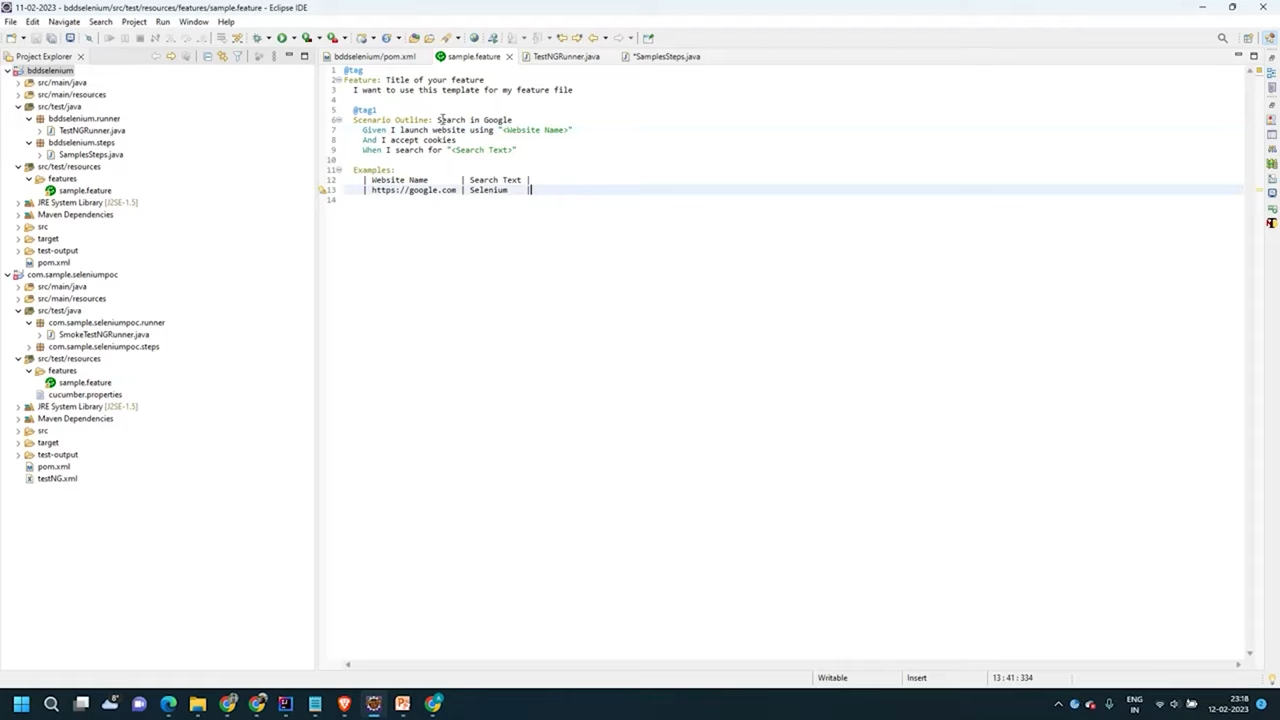 11-02-2023 - bddselenium/src/test/resources/features/sample.feature - Eclipse IDE
File Edit Navigate Search Project Run Window Help
Project Explorer
bddselenium/pom.xml
sample.feature
TestNGRunner.java
*SamplesSteps.java
bddselenium
src/main/java
src/main/resources
src/test/java
bddselenium.runner
TestNGRunner.java
bddselenium.steps
SamplesSteps.java
src/test/resources
features
sample.feature
JRE System Library [J2SE-1.5]
Maven Dependencies
src
target
test-output
pom.xml
com.sample.seleniumpoc
src/main/java
src/main/resources
src/test/java
com.sample.seleniumpoc.runner
SmokeTestNGRunner.java
com.sample.seleniumpoc.steps
src/test/resources
features
sample.feature
cucumber.properties
JRE System Library [J2SE-1.5]
Maven Dependencies
src
target
test-output
pom.xml
testNG.xml
1 @tag
2 Feature: Title of your feature
3 I want to use this template for my feature file
4
5 @tag1
6 Scenario Outline: Search in Google
7 Given I launch website using "<Website Name>"
8 And I accept cookies
9 When I search for "<Search Text>"
10
11 Examples:
12 | Website Name | Search Text |
13 | https://google.com | Selenium |
14
Writable Insert 13 : 41 : 334
8°
ENG
IN
23:18
12-02-2023